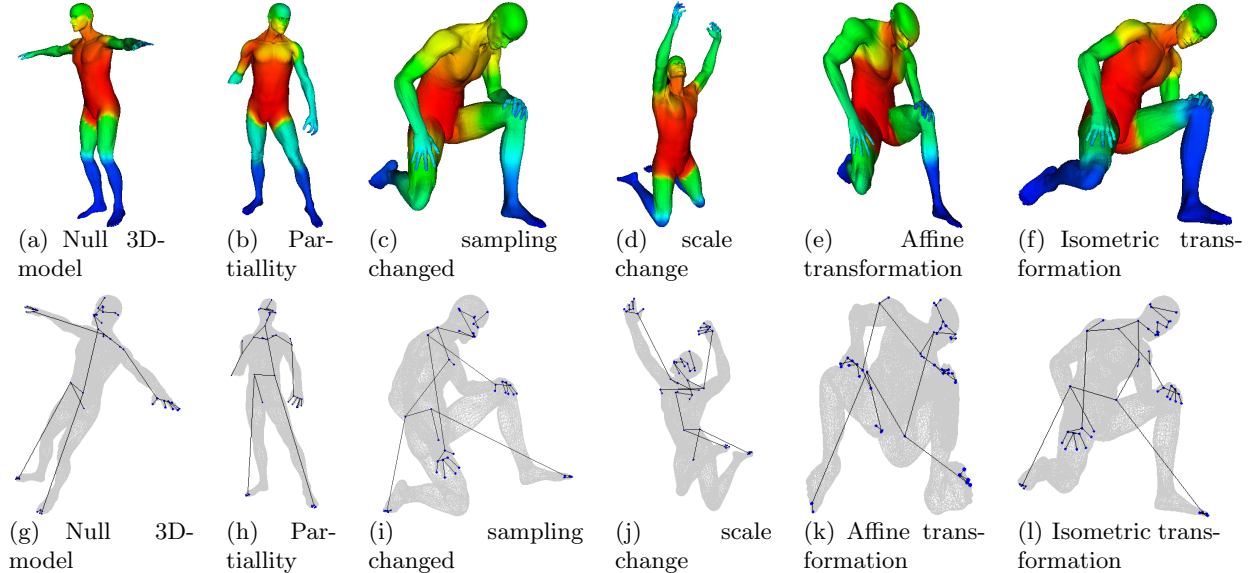 (a) Null 3D-
model
(b) Par-
tiallity
(c) sampling
changed
(d) scale
change
(e) Affine
transformation
(f) Isometric trans-
formation
(g) Null 3D-
model
(h) Par-
tiallity
(i) sampling
changed
(j) scale
change
(k) Affine trans-
formation
(l) Isometric trans-
formation